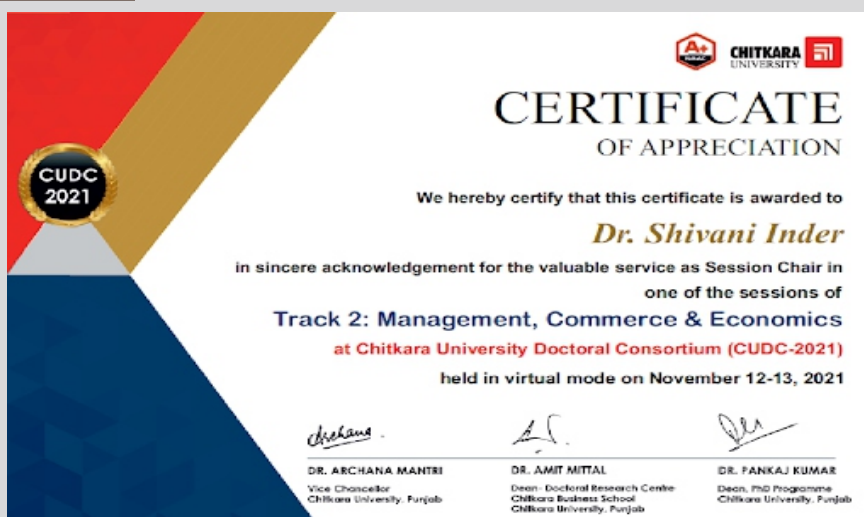 A+
NAAC
CHITKARA
UNIVERSITY
CERTIFICATE
OF APPRECIATION
CUDC
2021
We hereby certify that this certificate is awarded to
Dr. Shivani Inder
in sincere acknowledgement for the valuable service as Session Chair in
one of the sessions of
Track 2: Management, Commerce & Economics
at Chitkara University Doctoral Consortium (CUDC-2021)
held in virtual mode on November 12-13, 2021
Archana
DR. ARCHANA MANTRI
Vice Chancellor
Chitkara University, Punjab
DR. AMIT MITTAL
Dean- Doctoral Research Centre
Chitkara Business School
Chitkara University, Punjab
DR. PANKAJ KUMAR
Dean, PhD Programme
Chitkara University, Punjab